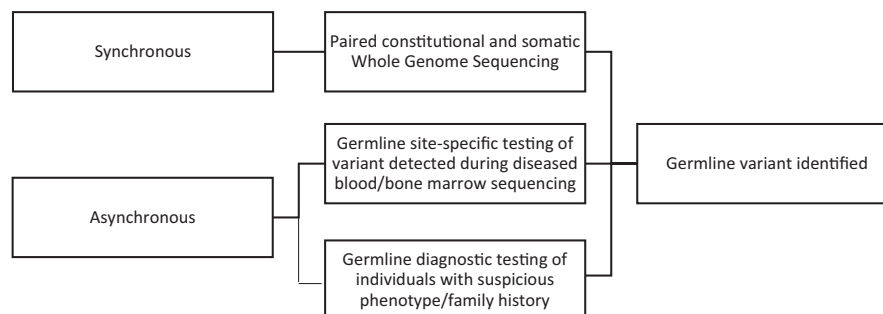 Synchronous
Paired constitutional and somatic
Whole Genome Sequencing
Germline site-specific testing of
variant detected during diseased
blood/bone marrow sequencing
Germline variant identified
Asynchronous
Germline diagnostic testing of
individuals with suspicious
phenotype/family history